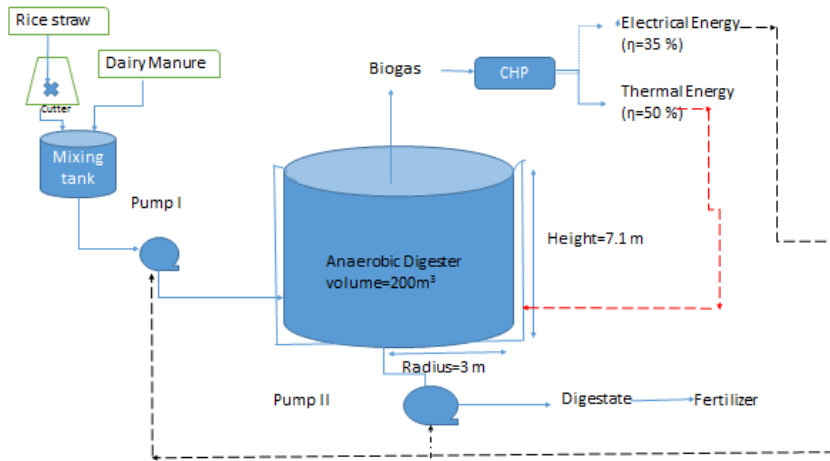 Rice straw
Dairy Manure
Cutter
Mixing
tank
Pump I
Biogas
CHP
Electrical Energy
(η=35 %)
Thermal Energy
(η=50 %)
Anaerobic Digester
volume=200m³
Height=7.1 m
Radius=3 m
Pump II
Digestate
Fertilizer